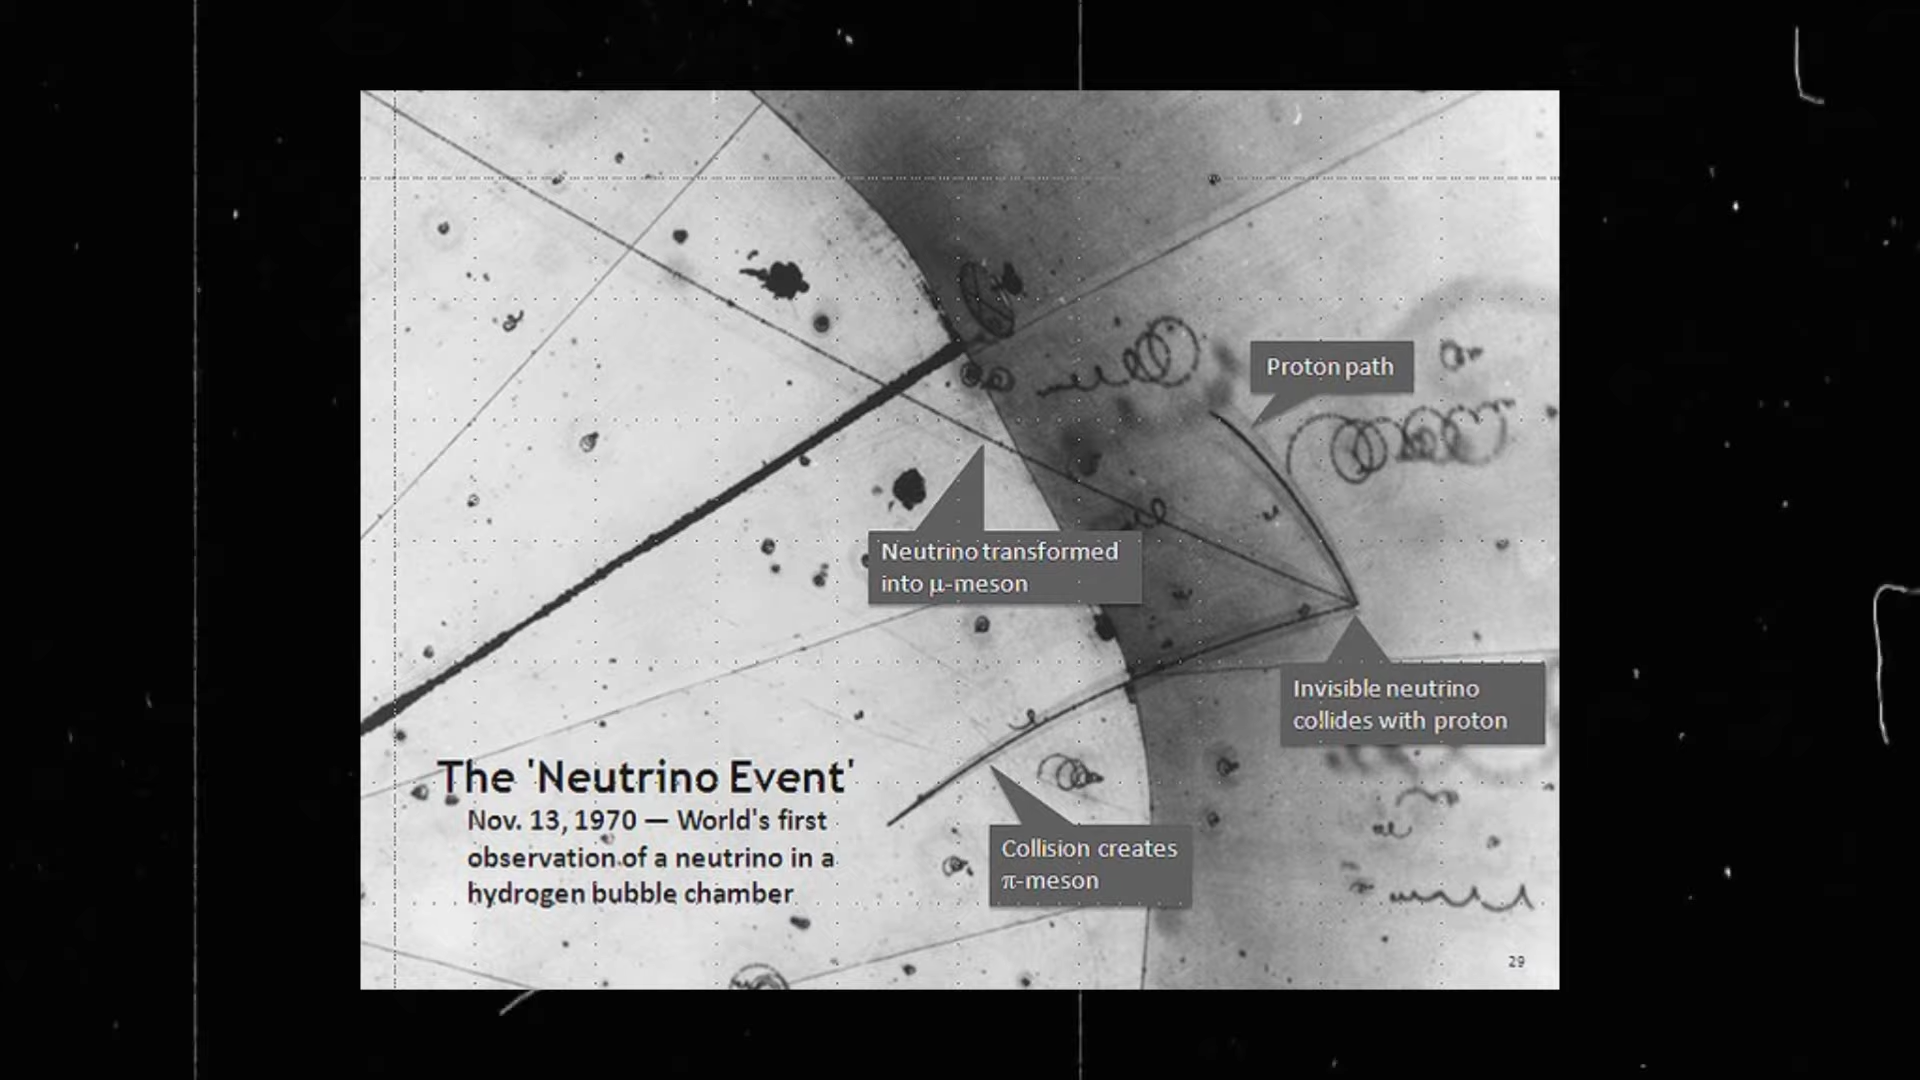 Proton path
Neutrino transformed
into μ-meson
Invisible neutrino
collides with proton
The 'Neutrino Event'
Nov. 13, 1970 — World's first
observation of a neutrino in a
hydrogen bubble chamber
Collision creates
π-meson
29